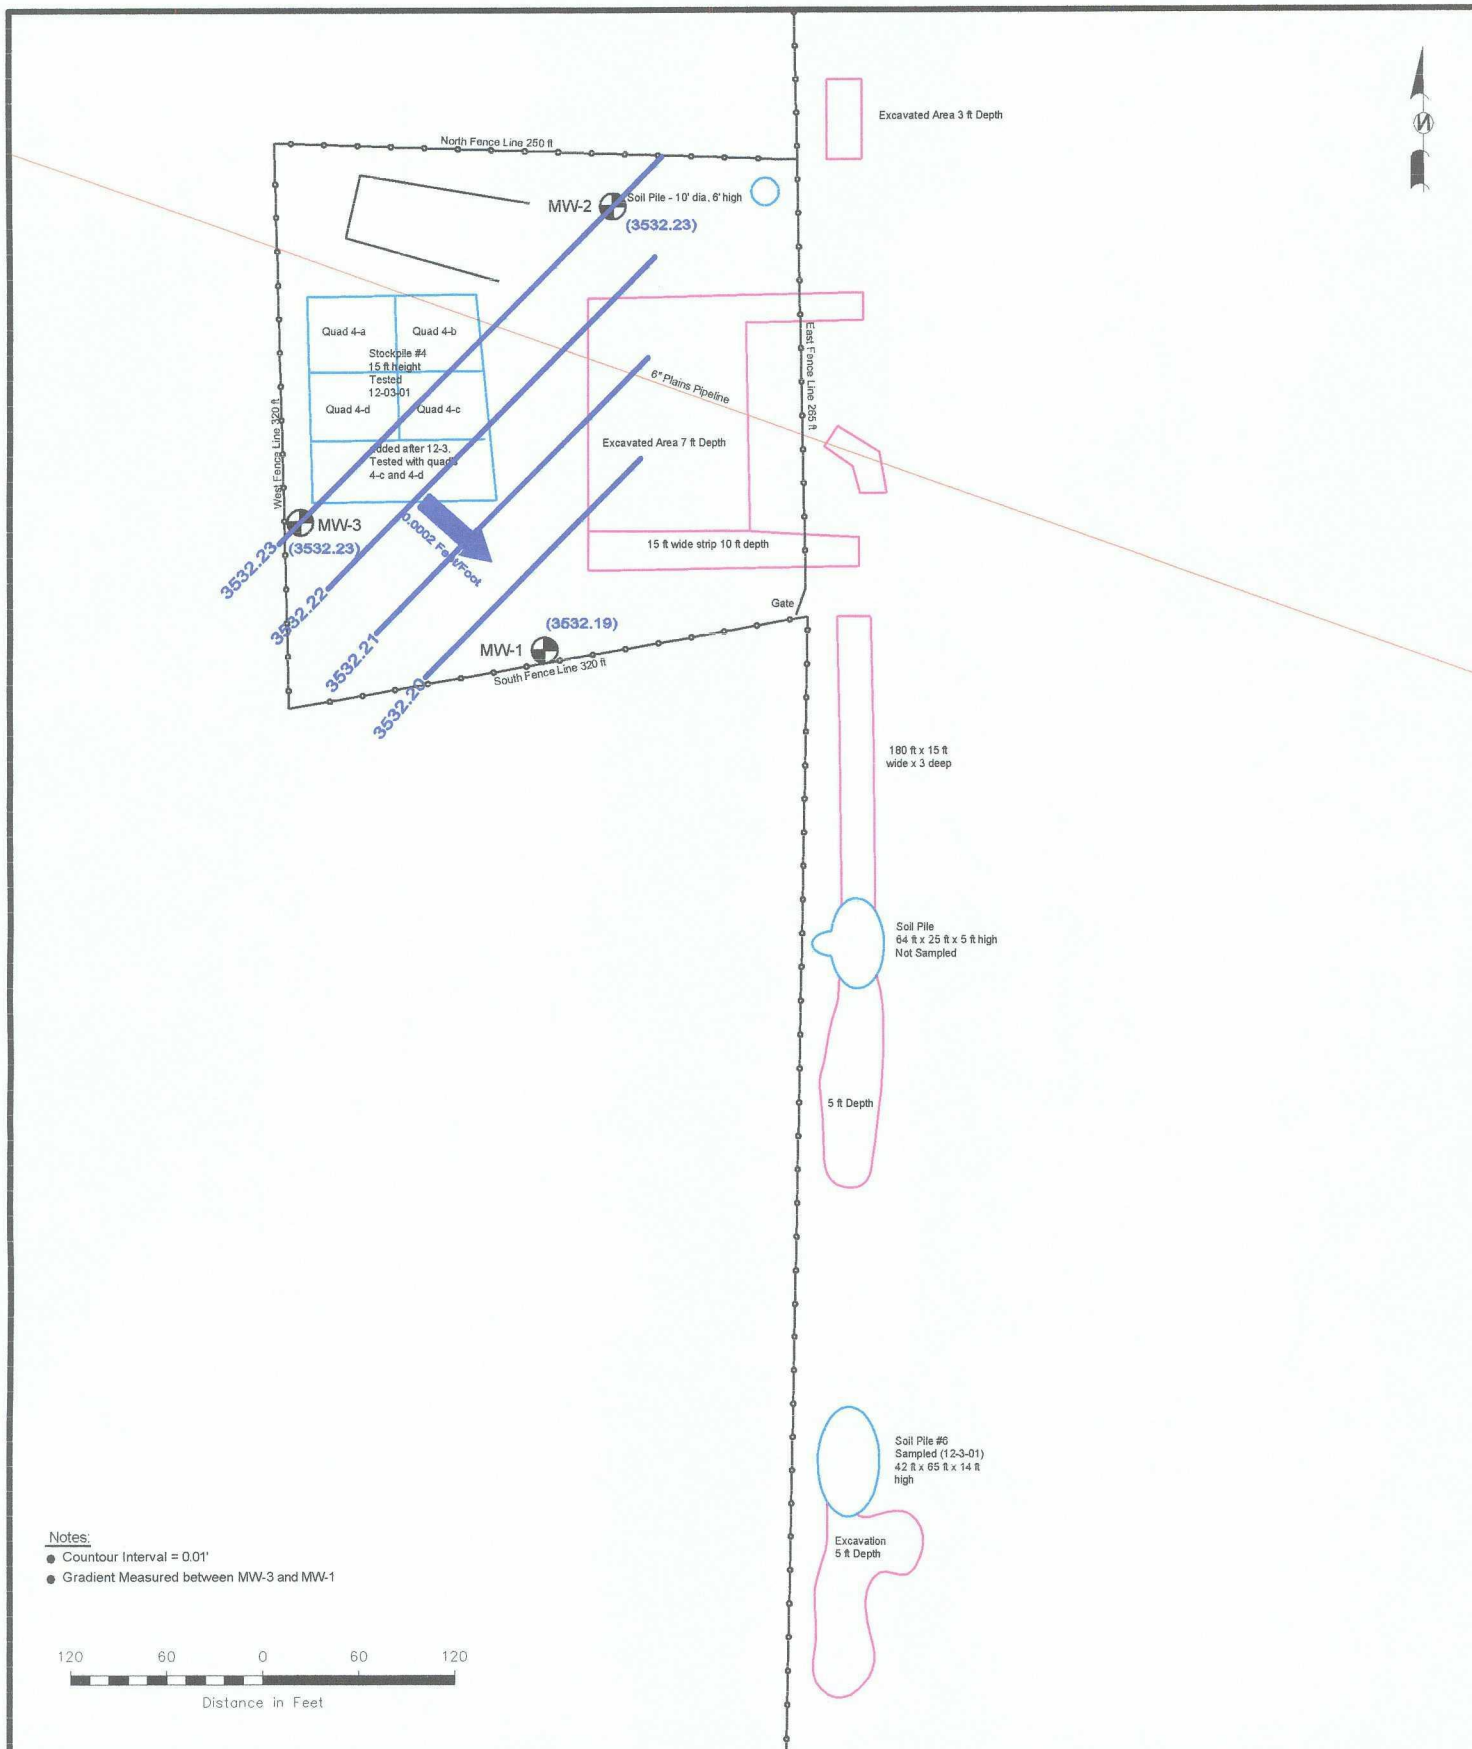 Excavated Area 3 ft Depth
N
North Fence Line 250 ft
MW-2
Soil Pile - 10' dia, 6' high
(3532.23)
Quad 4-a
Quad 4-b
Stockpile #4
15 ft height
Tested
12-03-01
Quad 4-d
Quad 4-c
added after 12-3.
Tested with quad's
4-c and 4-d
West Fence Line 320 ft
East Fence Line 265 ft
6" Plains Pipeline
Excavated Area 7 ft Depth
MW-3
(3532.23)
0.0002 Feet/Foot
15 ft wide strip 10 ft depth
3532.23
3532.22
3532.21
3532.20
Gate
(3532.19)
MW-1
South Fence Line 320 ft
180 ft x 15 ft
wide x 3 deep
Soil Pile
64 ft x 25 ft x 5 ft high
Not Sampled
5 ft Depth
Soil Pile #6
Sampled (12-3-01)
42 ft x 65 ft x 14 ft
high
Excavation
5 ft Depth
Notes:
Countour Interval = 0.01'
Gradient Measured between MW-3 and MW-1
120 60 0 60 120
Distance in Feet